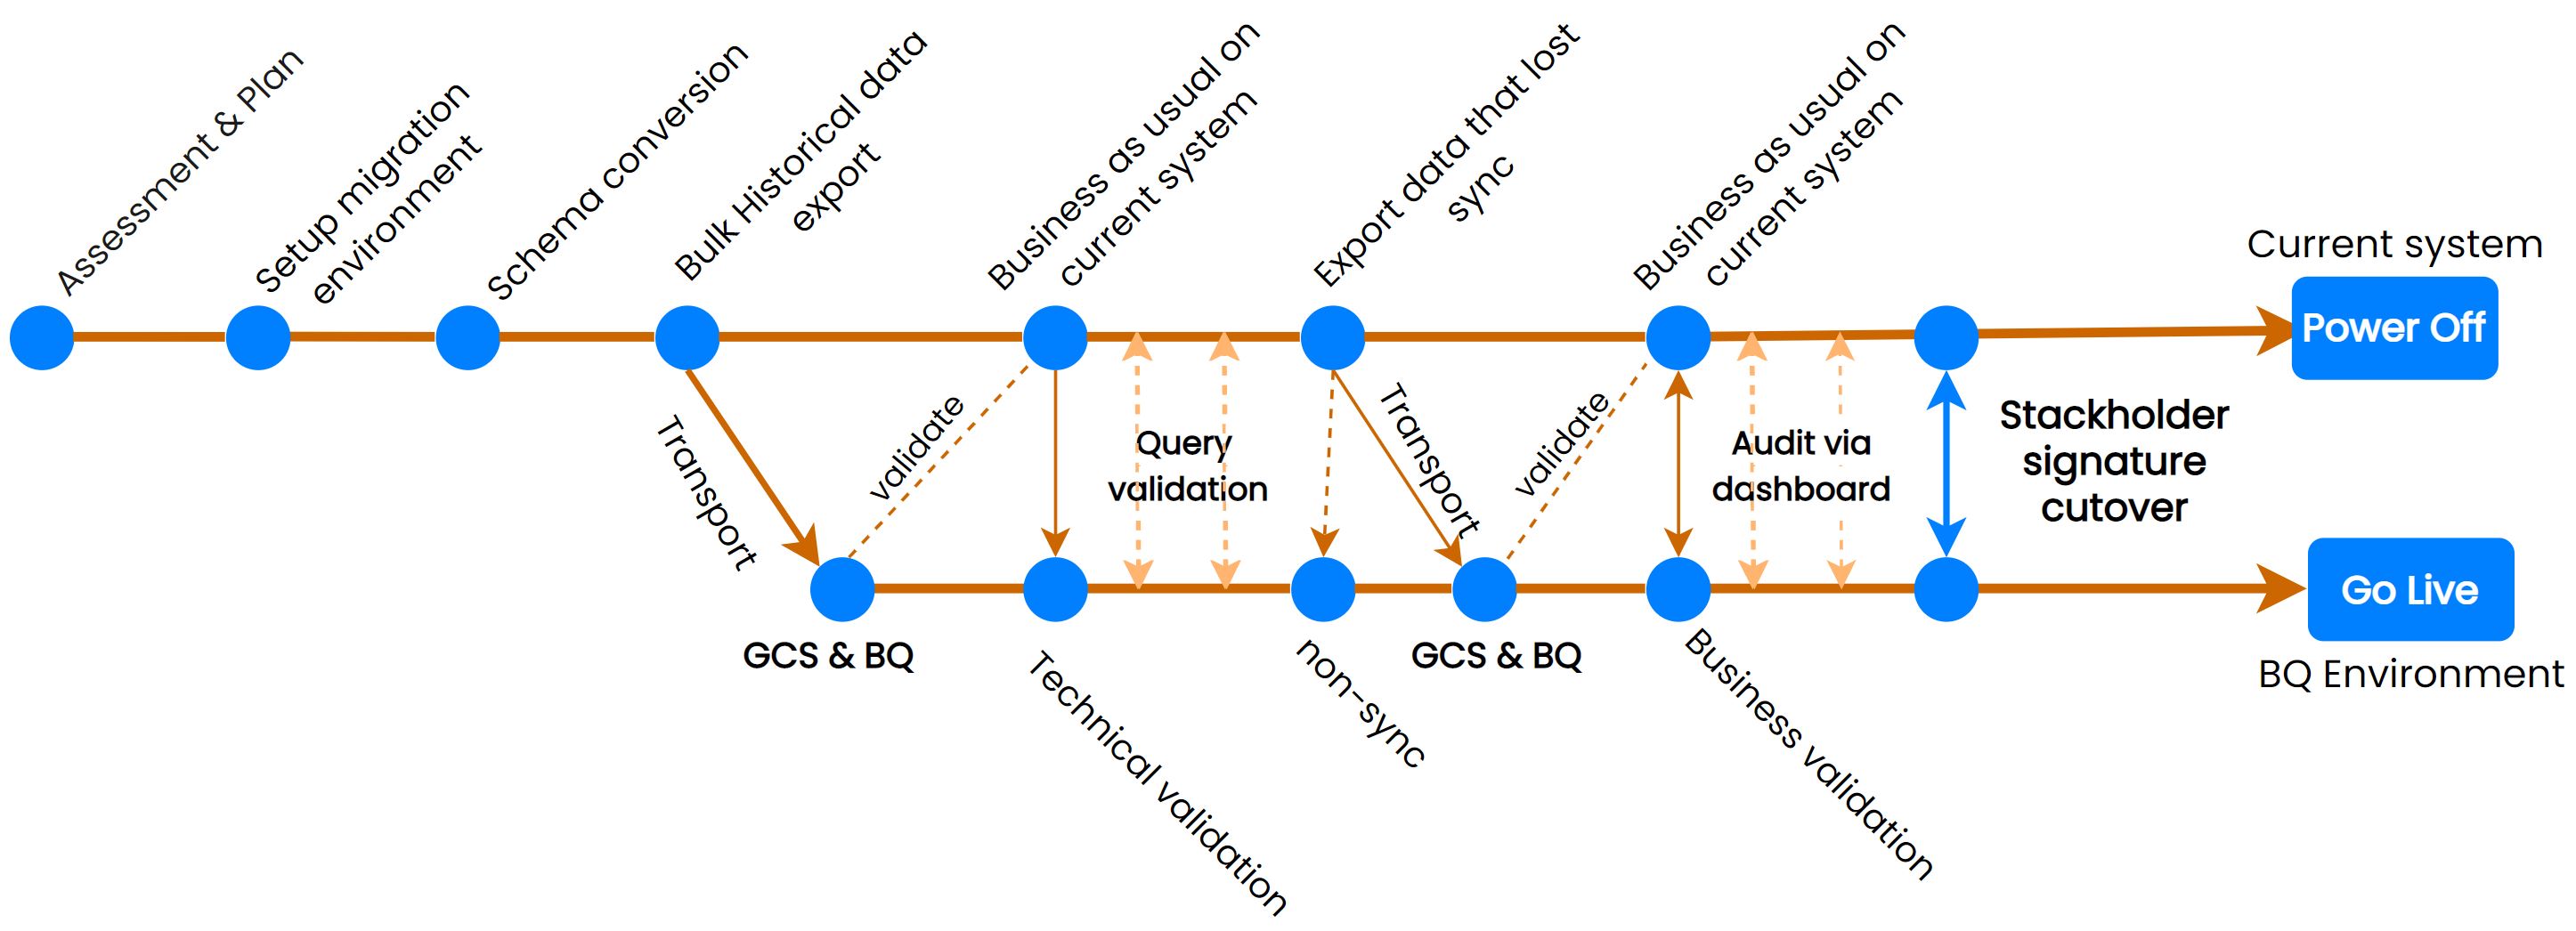 Assessment & Plan
Setup migration
environment
Schema conversion
Bulk Historical data
export
Business as usual on
current system
Export data that lost
sync
Business as usual on
current system
Current system
Power Off
Transport
validate
Query
validation
Transport
validate
Audit via
dashboard
Stackholder
signature
cutover
GCS & BQ
Technical validation
non-sync
GCS & BQ
Business validation
Go Live
BQ Environment